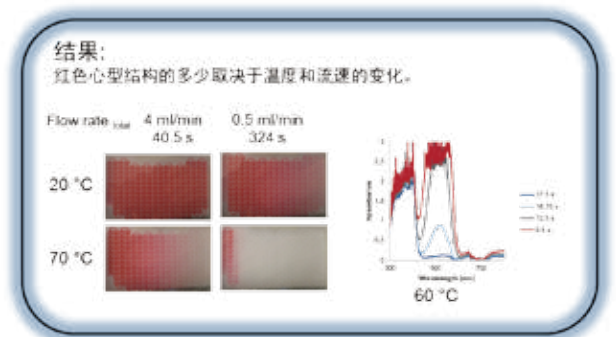 结果:
红色心型结构的多少取决于温度和流速的变化。
Flow rate total 4 ml/min 0.5 ml/min
40.5 s 324 s
20 °C
70 °C
60 °C